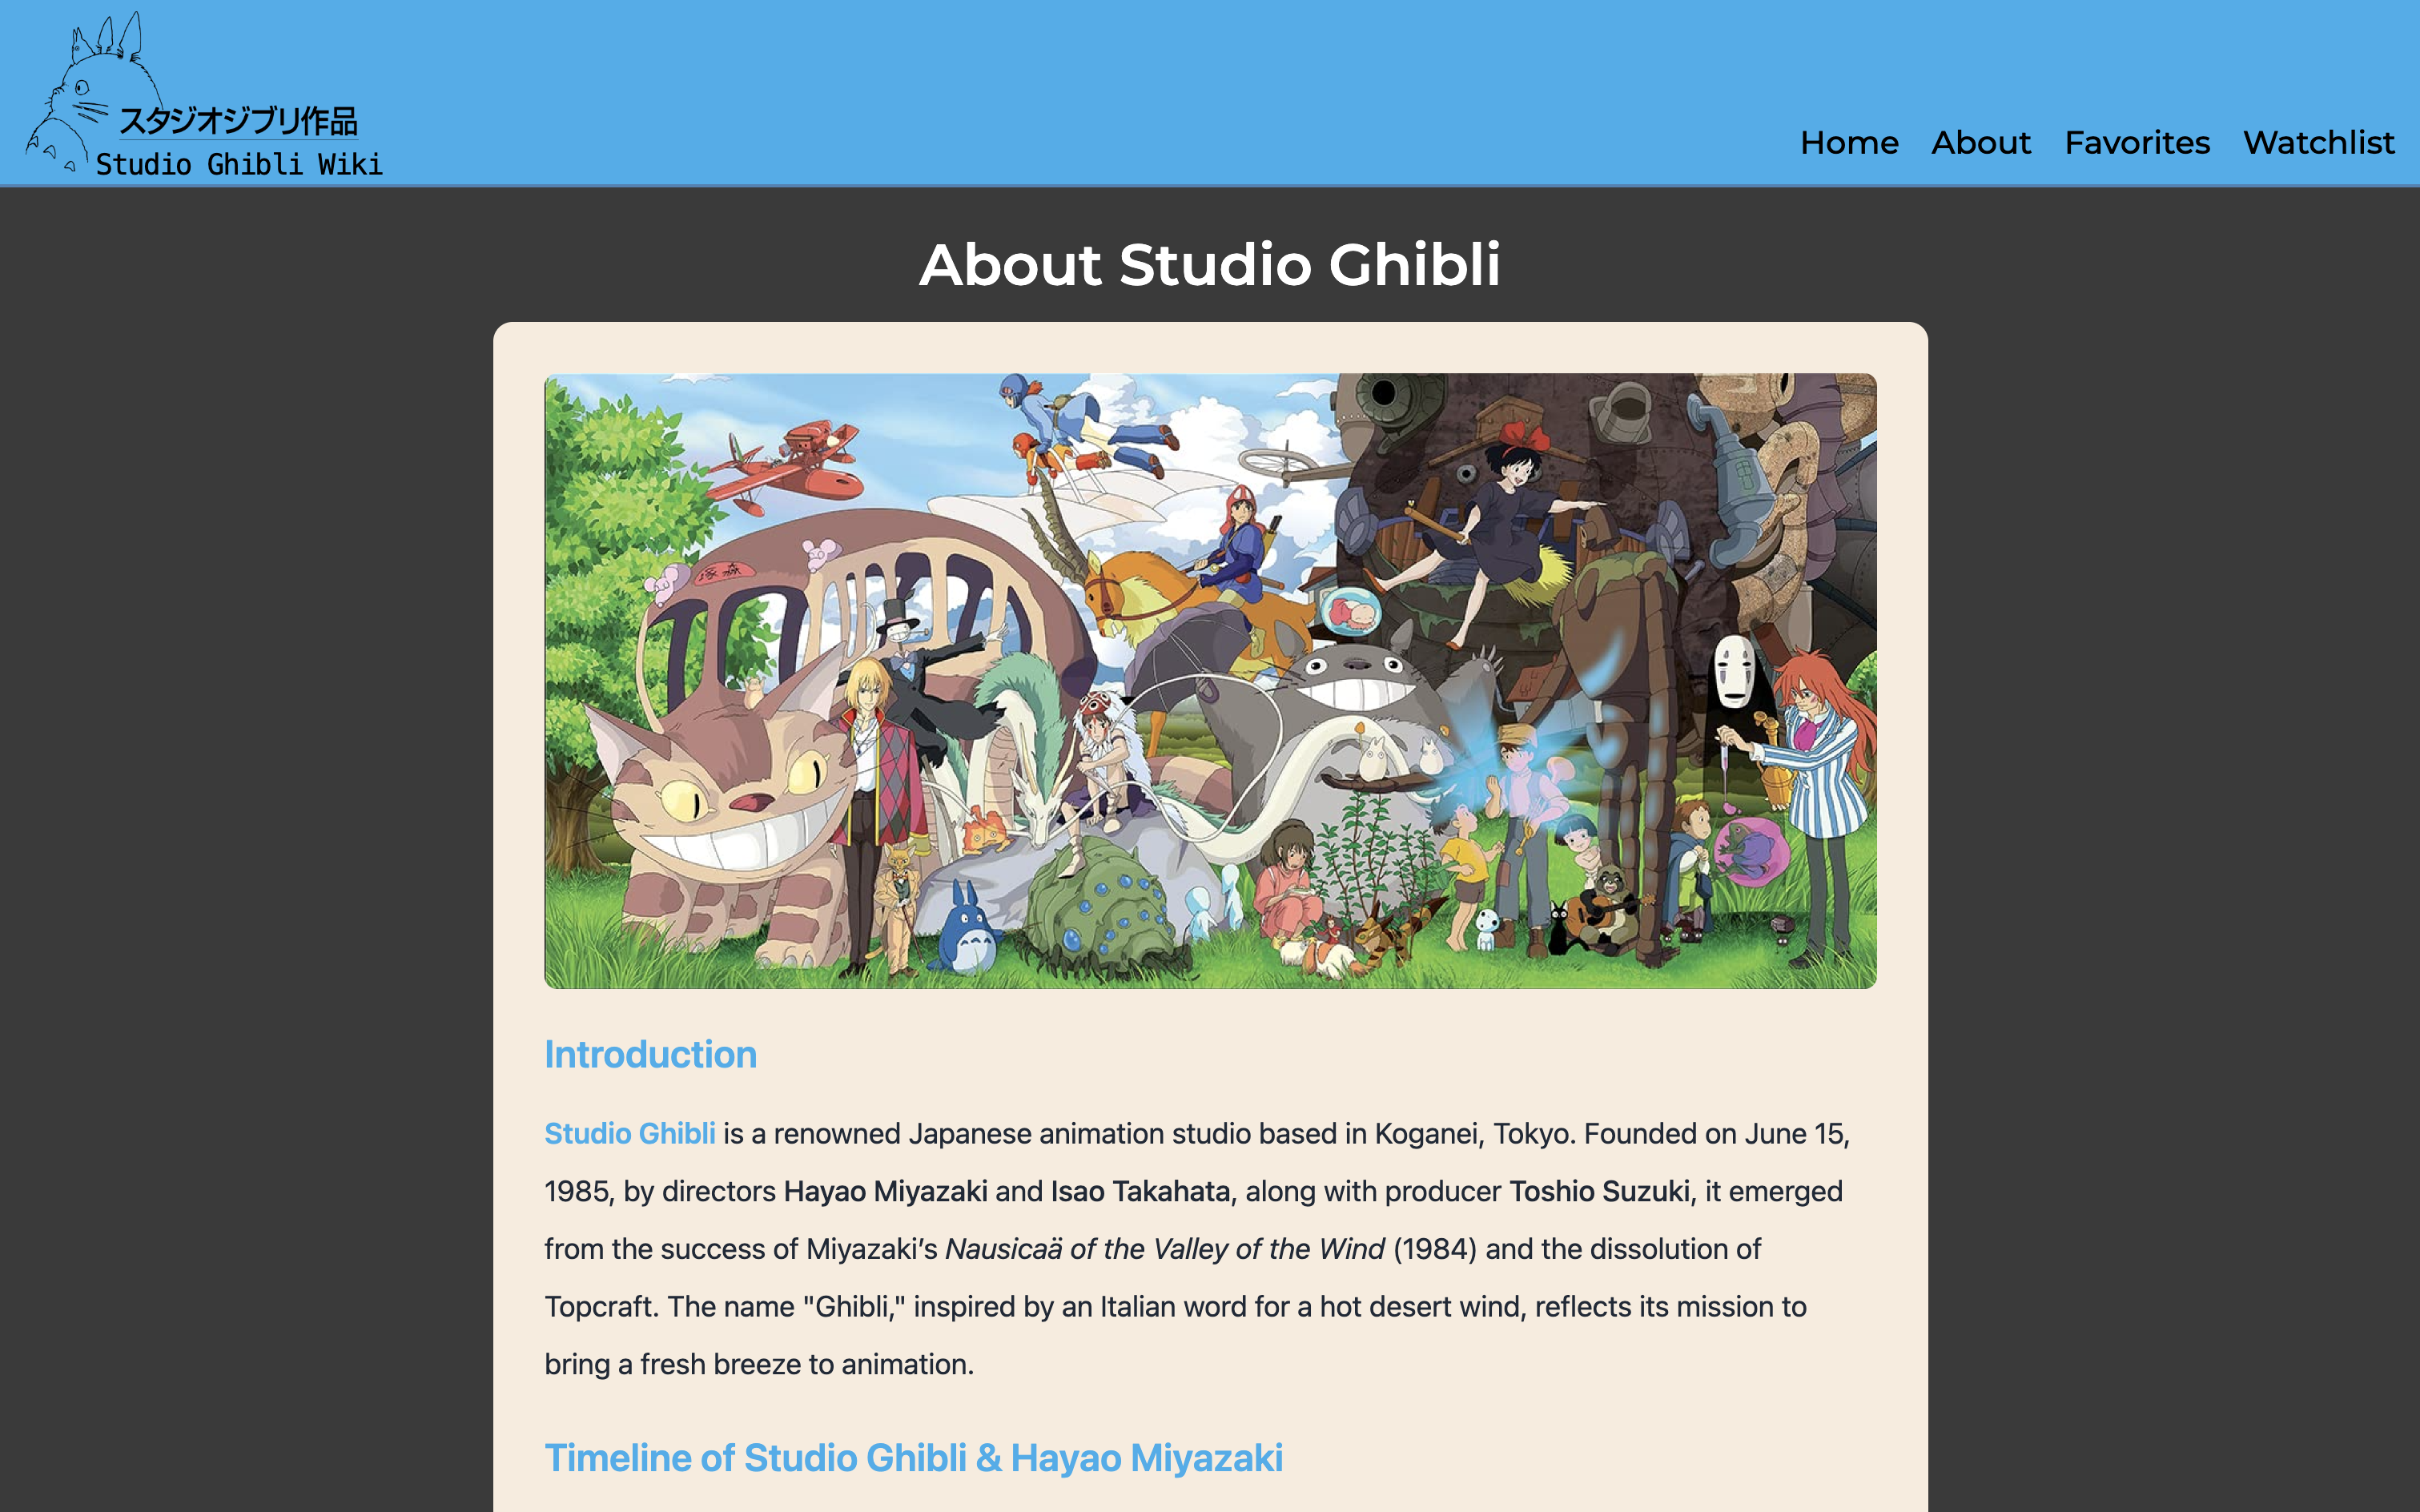 スタジオジブリ作品
Studio Ghibli Wiki
Home About Favorites Watchlist
About Studio Ghibli
Introduction
Studio Ghibli is a renowned Japanese animation studio based in Koganei, Tokyo. Founded on June 15,
1985, by directors Hayao Miyazaki and Isao Takahata, along with producer Toshio Suzuki, it emerged
from the success of Miyazaki’s Nausicaä of the Valley of the Wind (1984) and the dissolution of
Topcraft. The name "Ghibli," inspired by an Italian word for a hot desert wind, reflects its mission to
bring a fresh breeze to animation.
Timeline of Studio Ghibli & Hayao Miyazaki